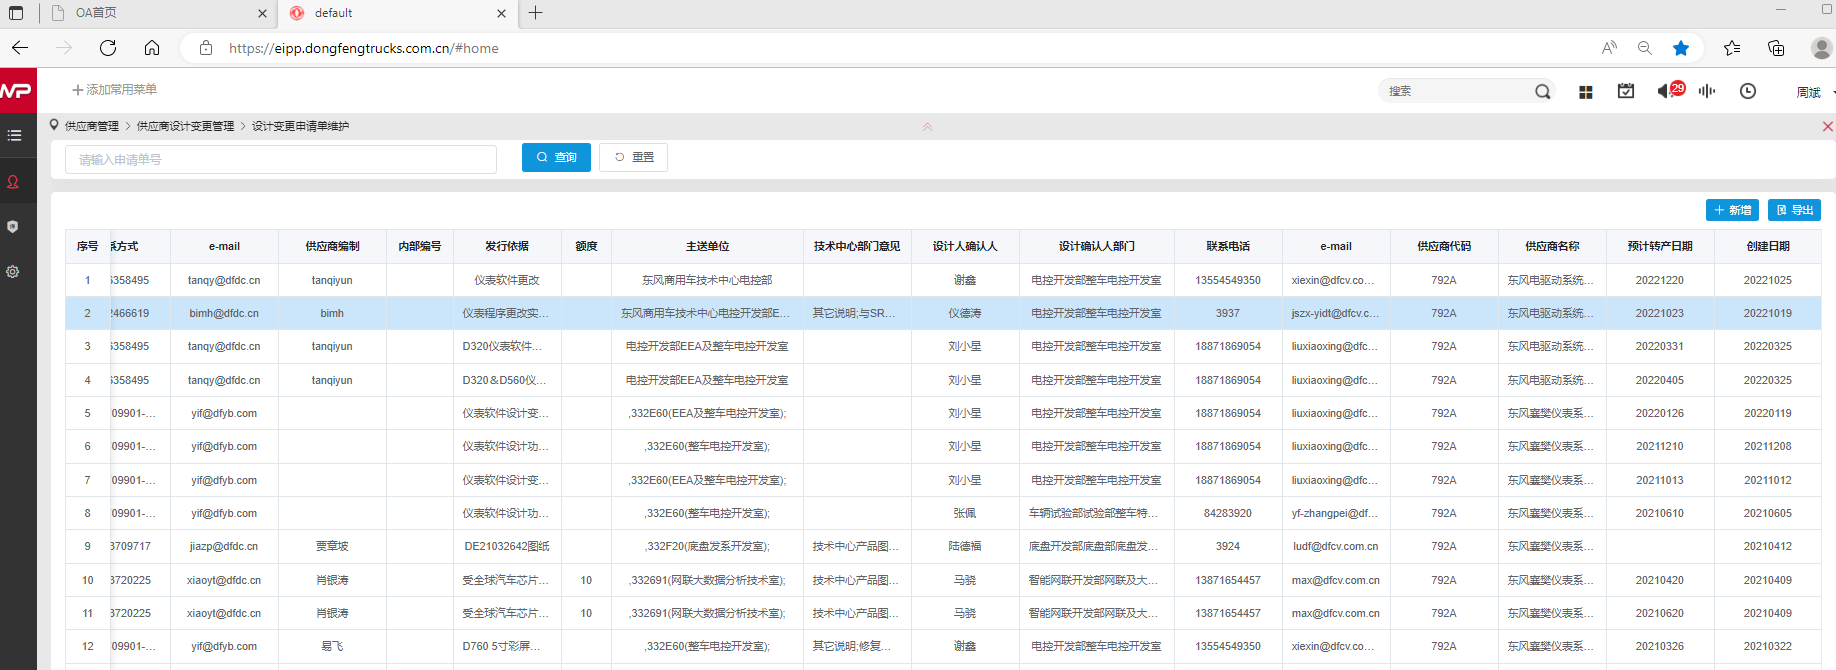 OA首页
default
https://eipp.dongfengtrucks.com.cn/#home
添加常用菜单
搜索
29
周斌
供应商管理 > 供应商设计变更管理 > 设计变更申请单维护
请输入申请单号
查询 重置
+ 新增 导出
序号 系方式 e-mail 供应商编制 内部编号 发行依据 额度 主送单位 技术中心部门意见 设计人确认人 设计确认人部门 联系电话 e-mail 供应商代码 供应商名称 预计转产日期 创建日期
1 6358495 tanqy@dfdc.cn tanqiyun 仪表软件更改 东风商用车技术中心电控部 谢鑫 电控开发部整车电控开发室 13554549350 xiexin@dfcv.co... 792A 东风电驱动系统... 20221220 20221025
2 2466619 bimh@dfdc.cn bimh 仪表程序更改实... 东风商用车技术中心电控开发部E... 其它说明;与SR... 仪德涛 电控开发部整车电控开发室 3937 jszx-yidt@dfcv.c... 792A 东风电驱动系统... 20221023 20221019
3 6358495 tanqy@dfdc.cn tanqiyun D320仪表软件... 电控开发部EEA及整车电控开发室 刘小星 电控开发部整车电控开发室 18871869054 liuxiaoxing@dfc... 792A 东风电驱动系统... 20220331 20220325
4 6358495 tanqy@dfdc.cn tanqiyun D320＆D560仪... 电控开发部EEA及整车电控开发室 刘小星 电控开发部整车电控开发室 18871869054 liuxiaoxing@dfc... 792A 东风电驱动系统... 20220405 20220325
5 709901-... yif@dfyb.com 仪表软件设计变... ,332E60(EEA及整车电控开发室); 刘小星 电控开发部整车电控开发室 18871869054 liuxiaoxing@dfc... 792A 东风襄樊仪表系... 20220126 20220119
6 709901-... yif@dfyb.com 仪表软件设计功... ,332E60(整车电控开发室); 刘小星 电控开发部整车电控开发室 18871869054 liuxiaoxing@dfc... 792A 东风襄樊仪表系... 20211210 20211208
7 709901-... yif@dfyb.com 仪表软件设计变... ,332E60(EEA及整车电控开发室); 刘小星 电控开发部整车电控开发室 18871869054 liuxiaoxing@dfc... 792A 东风襄樊仪表系... 20211013 20211012
8 709901-... yif@dfyb.com 仪表软件设计功... ,332E60(整车电控开发室); 张佩 车辆试验部试验部整车特... 84283920 yf-zhangpei@df... 792A 东风襄樊仪表系... 20210610 20210605
9 3709717 jiazp@dfdc.cn 贾章坡 DE21032642图纸 ,332F20(底盘发系开发室); 技术中心产品图... 陆德福 底盘开发部底盘部底盘发... 3924 ludf@dfcv.com.cn 792A 东风襄樊仪表系... 20210412
10 3720225 xiaoyt@dfdc.cn 肖银涛 受全球汽车芯片... 10 ,332691(网联大数据分析技术室); 技术中心产品图... 马骁 智能网联开发部网联及大... 13871654457 max@dfcv.com.cn 792A 东风襄樊仪表系... 20210420 20210409
11 3720225 xiaoyt@dfdc.cn 肖银涛 受全球汽车芯片... 10 ,332691(网联大数据分析技术室); 技术中心产品图... 马骁 智能网联开发部网联及大... 13871654457 max@dfcv.com.cn 792A 东风襄樊仪表系... 20210620 20210409
12 709901-... yif@dfyb.com 易飞 D760 5寸彩屏... ,332E60(整车电控开发室); 其它说明;修复... 谢鑫 电控开发部整车电控开发室 13554549350 xiexin@dfcv.co... 792A 东风襄樊仪表系... 20210326 20210322